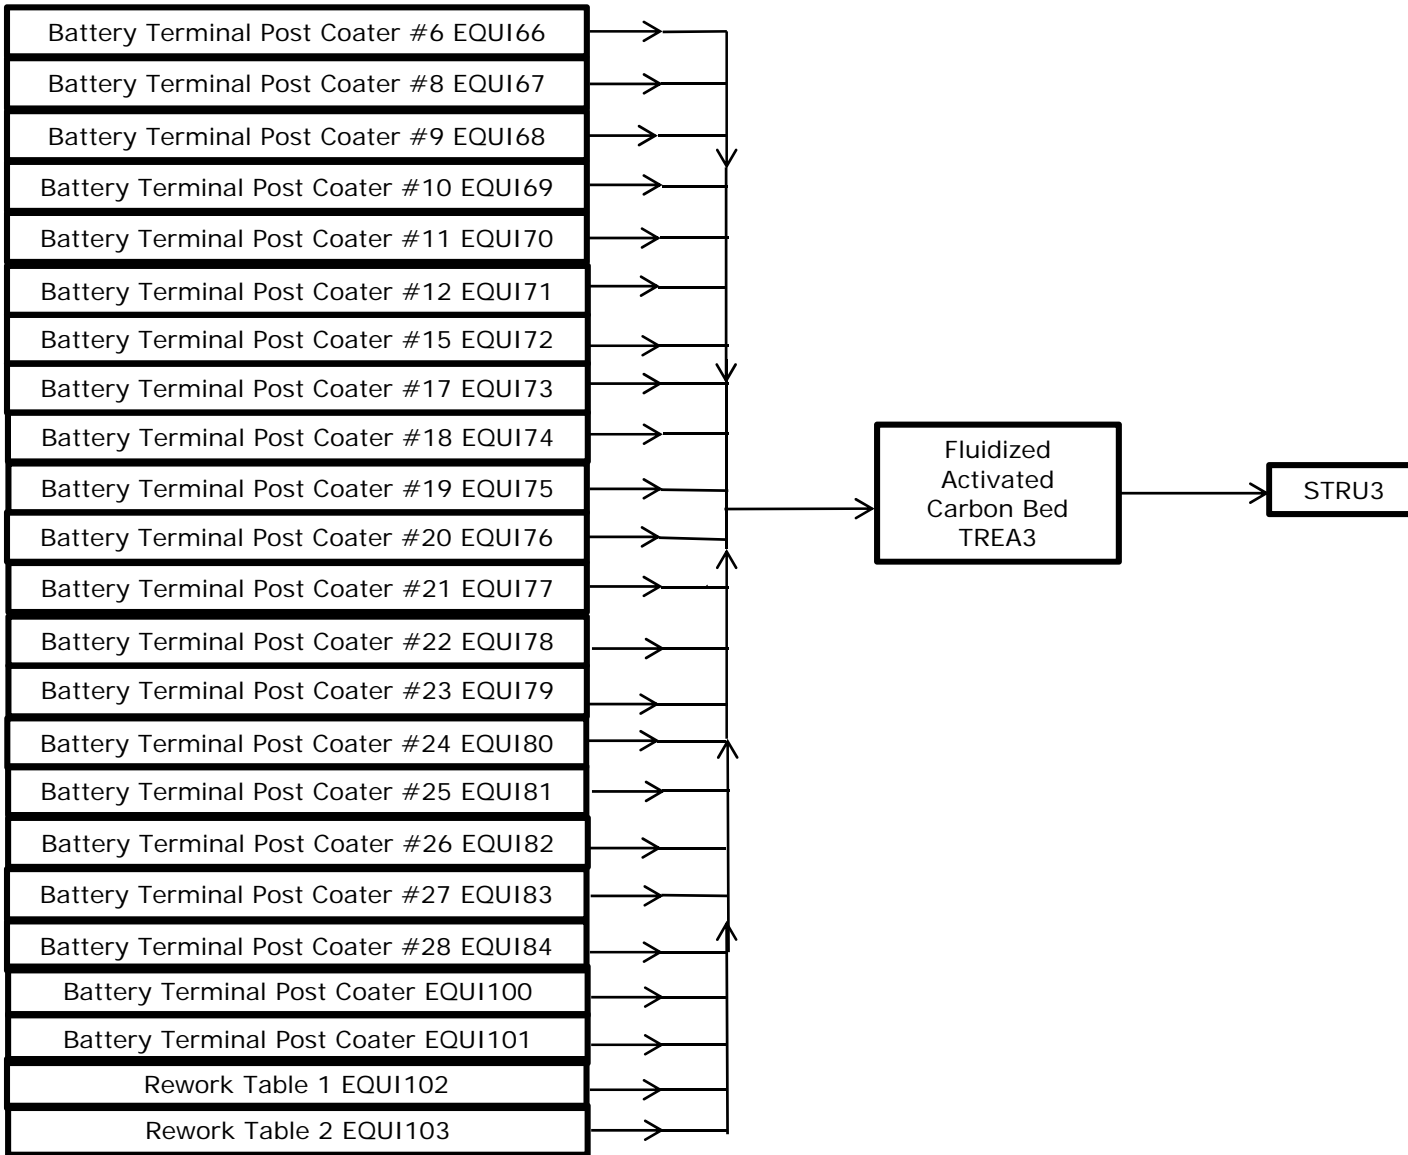 Battery Terminal Post Coater #6 EQUI66
Battery Terminal Post Coater #8 EQUI67
Battery Terminal Post Coater #9 EQUI68
Battery Terminal Post Coater #10 EQUI69
Battery Terminal Post Coater #11 EQUI70
Battery Terminal Post Coater #12 EQUI71
Battery Terminal Post Coater #15 EQUI72
Battery Terminal Post Coater #17 EQUI73
Battery Terminal Post Coater #18 EQUI74
Battery Terminal Post Coater #19 EQUI75
Battery Terminal Post Coater #20 EQUI76
Battery Terminal Post Coater #21 EQUI77
Battery Terminal Post Coater #22 EQUI78
Battery Terminal Post Coater #23 EQUI79
Battery Terminal Post Coater #24 EQUI80
Battery Terminal Post Coater #25 EQUI81
Battery Terminal Post Coater #26 EQUI82
Battery Terminal Post Coater #27 EQUI83
Battery Terminal Post Coater #28 EQUI84
Battery Terminal Post Coater EQUI100
Battery Terminal Post Coater EQUI101
Rework Table 1 EQUI102
Rework Table 2 EQUI103
Fluidized
Activated
Carbon Bed
TREA3
STRU3